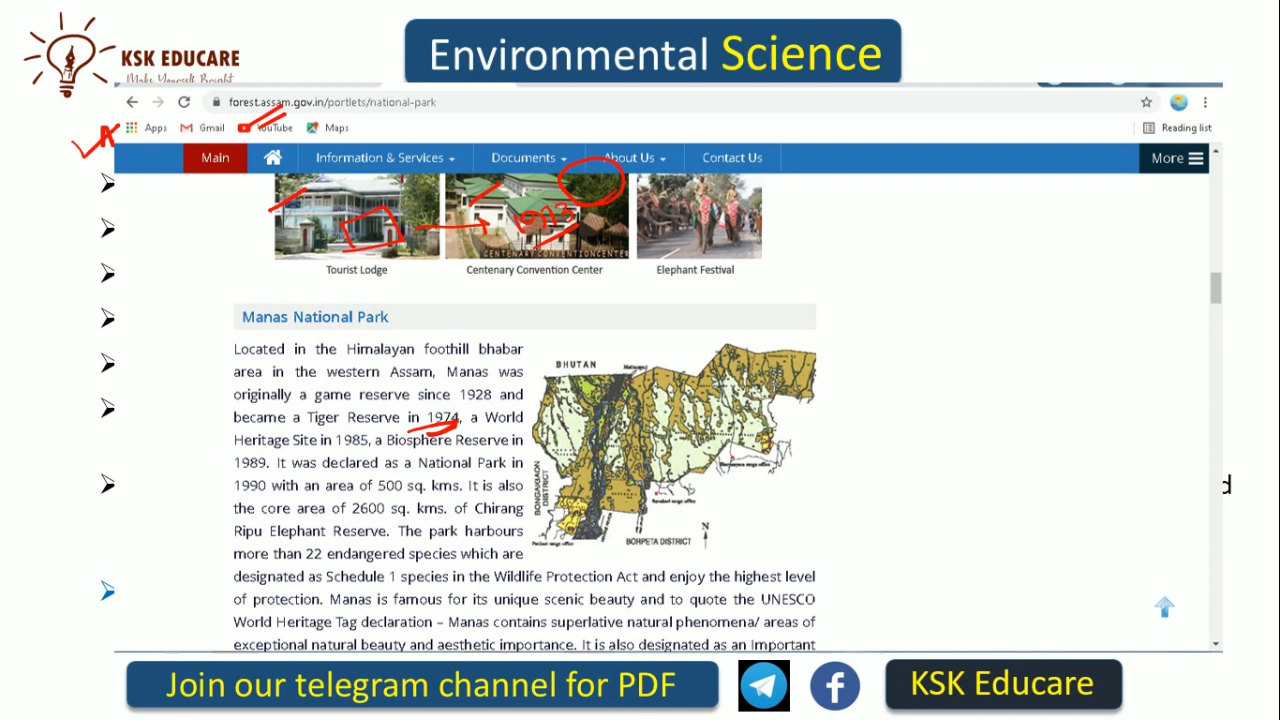 Environmental Science
KSK EDUCARE
Make Yourself Bright
forest.assam.gov.in/portlets/national-park
Apps Gmail YouTube Maps Reading list
Main Information & Services Documents About Us Contact Us More
1973
CENTENARY CONVENTION CENTER
Tourist Lodge Centenary Convention Center Elephant Festival
Manas National Park
Located in the Himalayan foothill bhabar
area in the western Assam, Manas was
originally a game reserve since 1928 and
became a Tiger Reserve in 1974, a World
Heritage Site in 1985, a Biosphere Reserve in
1989. It was declared as a National Park in
1990 with an area of 500 sq. kms. It is also
the core area of 2600 sq. kms. of Chirang
Ripu Elephant Reserve. The park harbours
more than 22 endangered species which are
designated as Schedule 1 species in the Wildlife Protection Act and enjoy the highest level
of protection. Manas is famous for its unique scenic beauty and to quote the UNESCO
World Heritage Tag declaration – Manas contains superlative natural phenomena/ areas of
exceptional natural beauty and aesthetic importance. It is also designated as an Important
BHUTAN
BONGAIGAON
DISTRICT
BORPETA DISTRICT
N
d
Join our telegram channel for PDF
KSK Educare